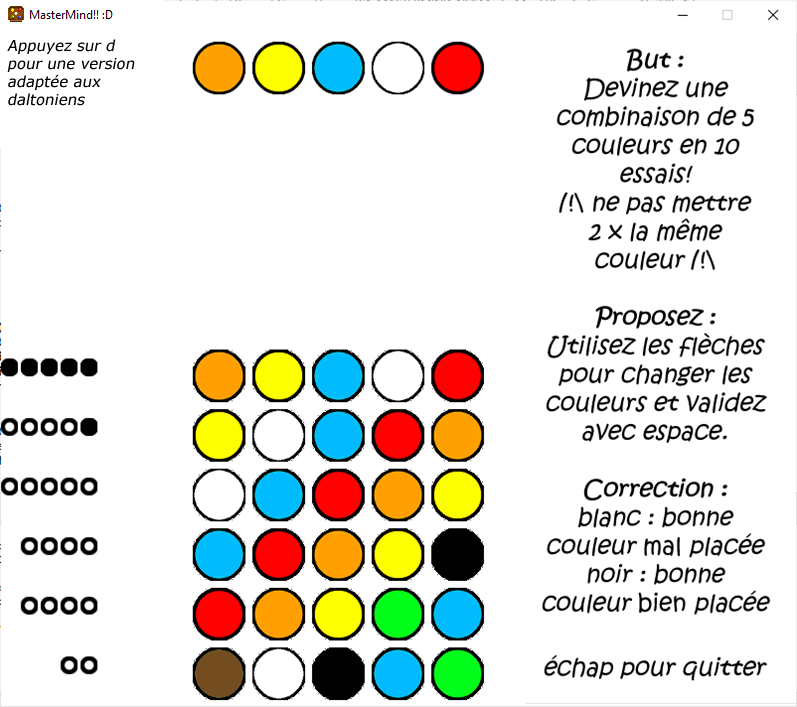 MasterMind!! :D
Appuyez sur d
pour une version
adaptée aux
daltoniens
But :
Devinez une
combinaison de 5
couleurs en 10
essais!
/!\ ne pas mettre
2 x la même
couleur /!\
Proposez :
Utilisez les flèches
pour changer les
couleurs et validez
avec espace.
Correction :
blanc : bonne
couleur mal placée
noir : bonne
couleur bien placée
échap pour quitter